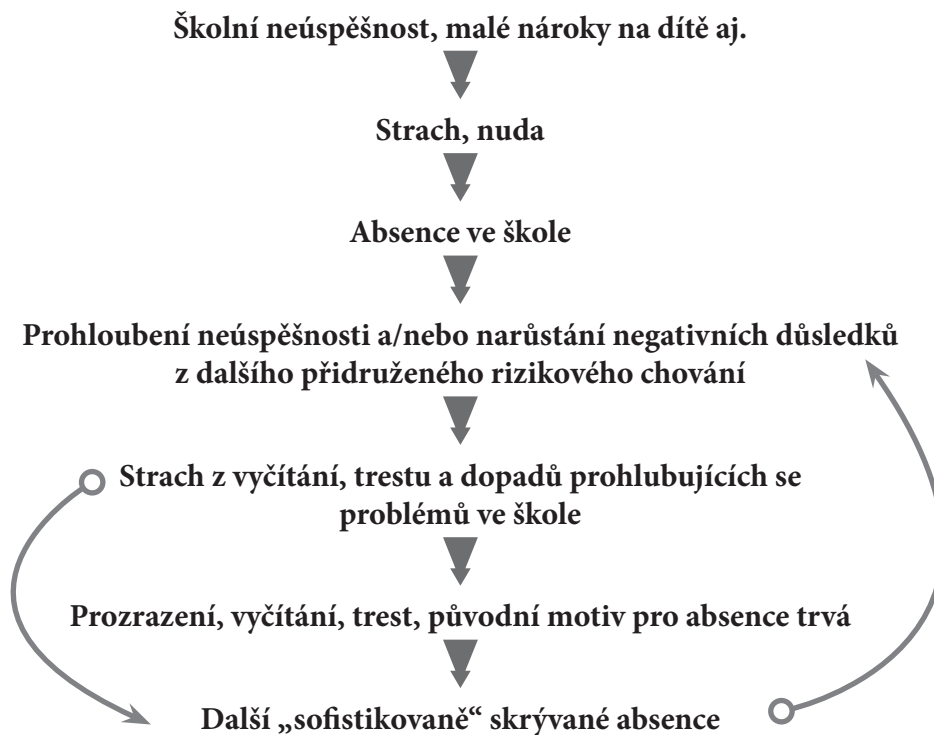 Školní neúspěšnost, malé nároky na dítě aj.
Strach, nuda
Absence ve škole
Prohloubení neúspěšnosti a/nebo narůstání negativních důsledků
z dalšího přidruženého rizikového chování
Strach z vyčítání, trestu a dopadů prohlubujících se
problémů ve škole
Prozrazení, vyčítání, trest, původní motiv pro absence trvá
Další „sofistikovaně“ skrývané absence